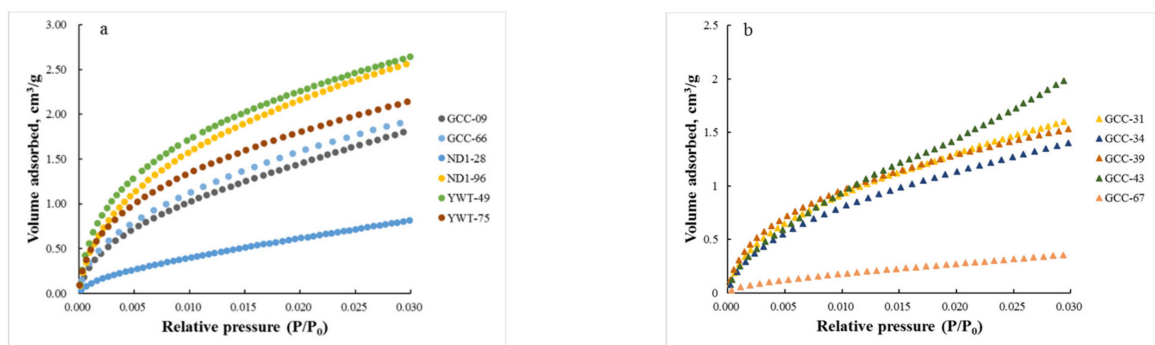 a
3.00
2.50
2.00
1.50
1.00
0.50
0.00
Volume adsorbed, cm³/g
0.000 0.005 0.010 0.015 0.020 0.025 0.030
Relative pressure (P/P₀)
GCC-09
GCC-66
ND1-28
ND1-96
YWT-49
YWT-75
b
2.5
2
1.5
1
0.5
0
Volume adsorbed, cm³/g
0.000 0.005 0.010 0.015 0.020 0.025 0.030
Relative pressure (P/P₀)
GCC-31
GCC-34
GCC-39
GCC-43
GCC-67